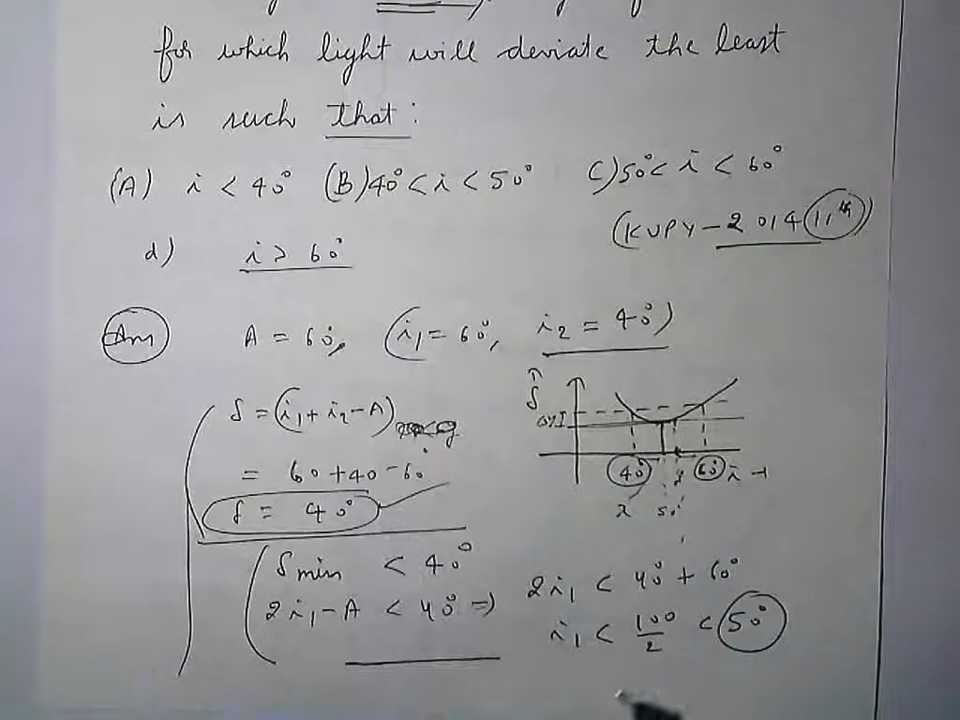 for which light will deviate the least
is such that :
(A) i < 40° (B) 40° < i < 50° C) 50° < i < 60°
(KVPY - 2014 11th)
d) i > 60°
Ans A = 60°, (i₁ = 60°, i₂ = 40°)
δ = (i₁ + i₂ - A)
= 60 + 40 - 60°
δ = 40°
δ
40° 60° i →
50°
δmin < 40°
2i₁ - A < 40° ⇒ 2i₁ < 40° + 60°
i₁ < 100/2 < 50°